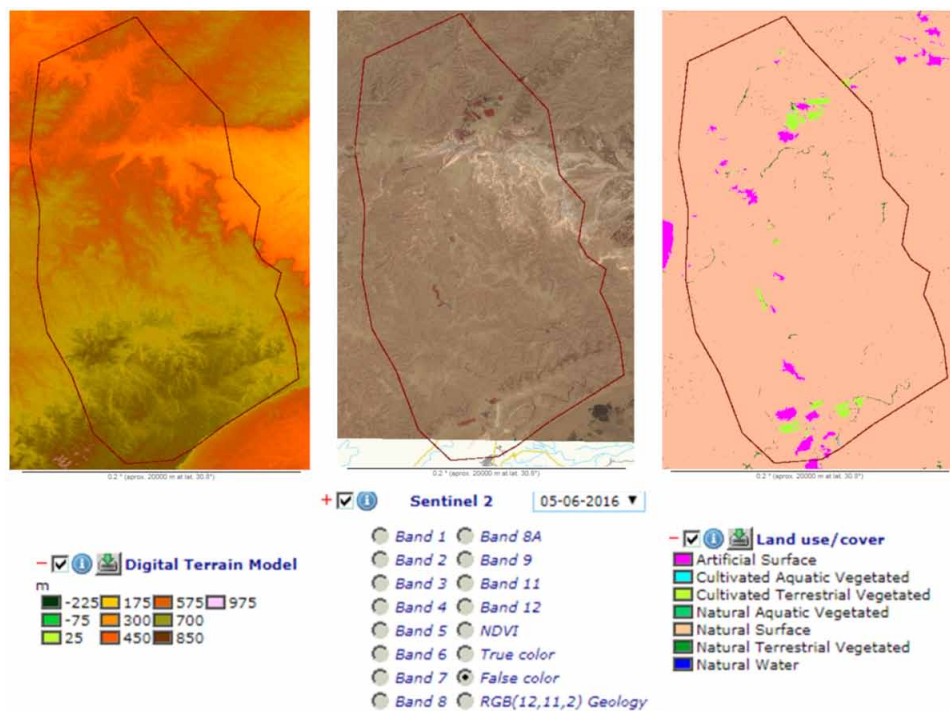 0.2 ° (aprox. 20000 m at lat. 30.8°)
0.2 ° (aprox. 20000 m at lat. 30.8°)
0.2 ° (aprox. 20000 m at lat. 30.8°)
+ Sentinel 2 05-06-2016 ▼
Band 1 Band 8A
Band 2 Band 9
Band 3 Band 11
Band 4 Band 12
Band 5 NDVI
Band 6 True color
Band 7 False color
Band 8 RGB(12,11,2) Geology
− Digital Terrain Model
m
-225 175 575 975
-75 300 700
25 450 850
− Land use/cover
Artificial Surface
Cultivated Aquatic Vegetated
Cultivated Terrestrial Vegetated
Natural Aquatic Vegetated
Natural Surface
Natural Terrestrial Vegetated
Natural Water